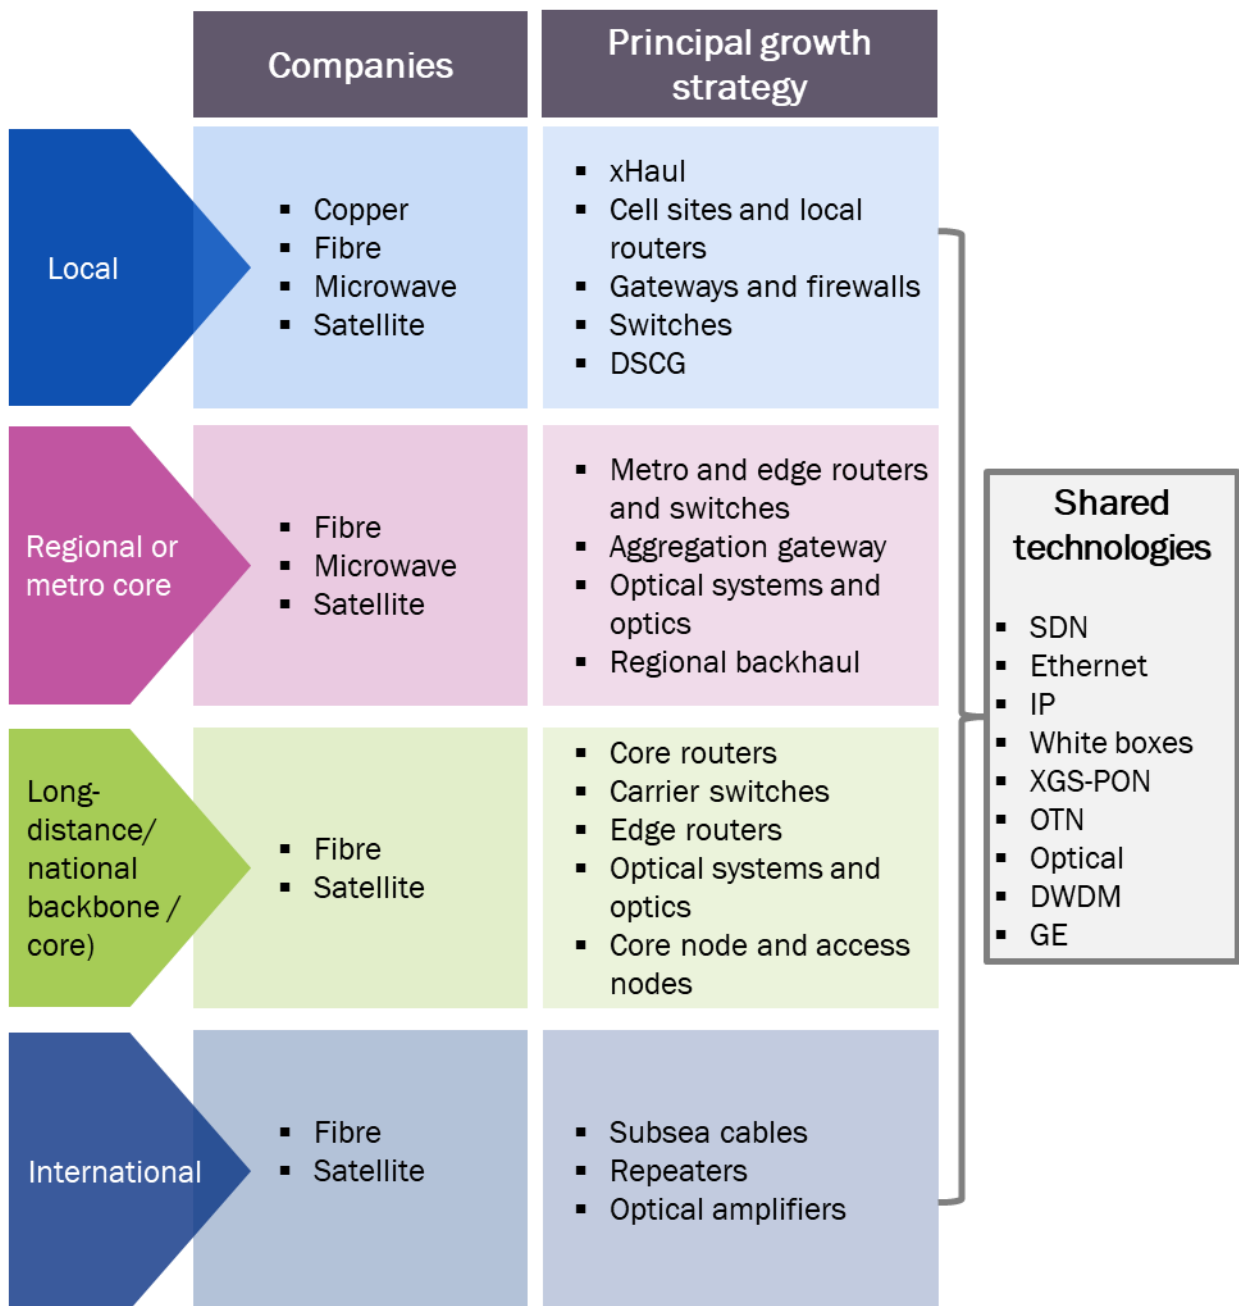 Companies
Principal growth
strategy
Local
▪ Copper
▪ Fibre
▪ Microwave
▪ Satellite
▪ xHaul
▪ Cell sites and local
routers
▪ Gateways and firewalls
▪ Switches
▪ DSCG
Regional or
metro core
▪ Fibre
▪ Microwave
▪ Satellite
▪ Metro and edge routers
and switches
▪ Aggregation gateway
▪ Optical systems and
optics
▪ Regional backhaul
Long-
distance/
national
backbone /
core)
▪ Fibre
▪ Satellite
▪ Core routers
▪ Carrier switches
▪ Edge routers
▪ Optical systems and
optics
▪ Core node and access
nodes
International
▪ Fibre
▪ Satellite
▪ Subsea cables
▪ Repeaters
▪ Optical amplifiers
Shared
technologies
▪ SDN
▪ Ethernet
▪ IP
▪ White boxes
▪ XGS-PON
▪ OTN
▪ Optical
▪ DWDM
▪ GE